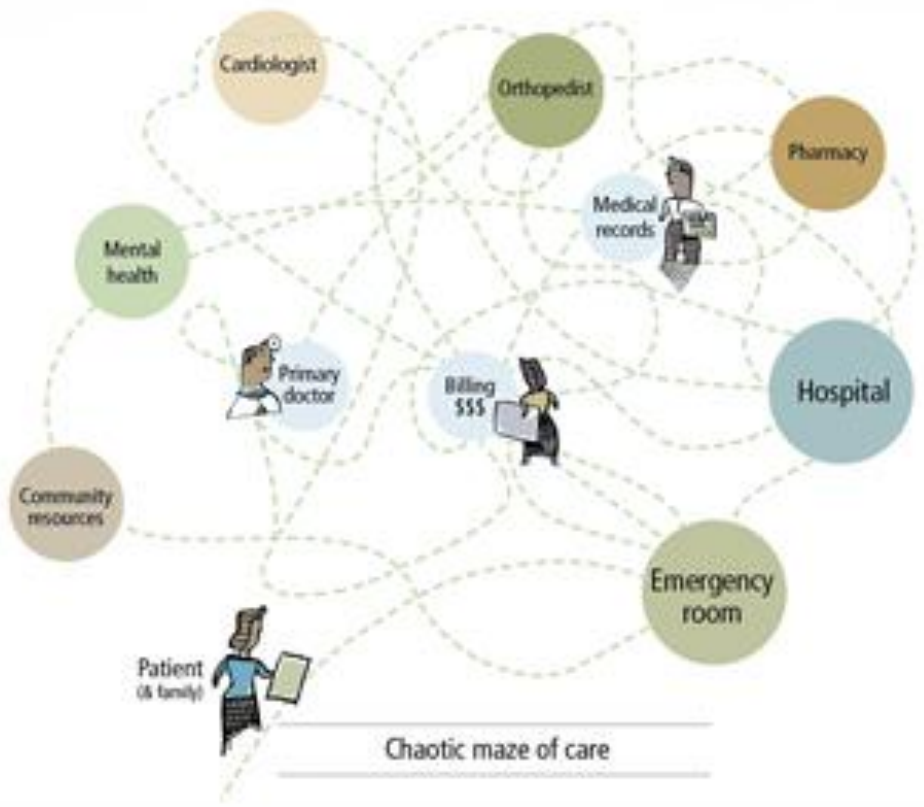 Cardiologist
Orthopedist
Pharmacy
Medical
records
Mental
health
Primary
doctor
Billing
$$$
Hospital
Community
resources
Emergency
room
Patient
(& family)
Chaotic maze of care